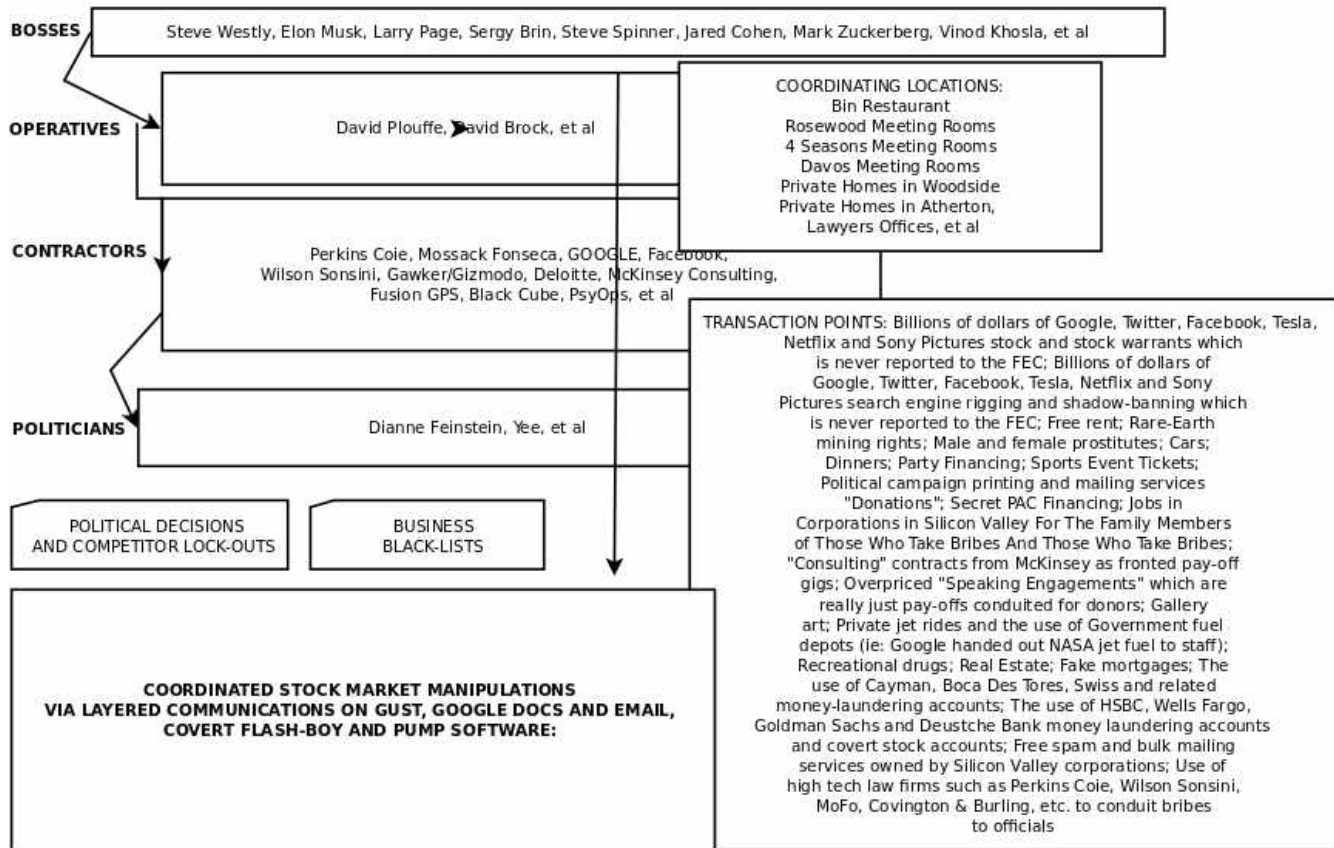 BOSSES
Steve Westly, Elon Musk, Larry Page, Sergy Brin, Steve Spinner, Jared Cohen, Mark Zuckerberg, Vinod Khosla, et al
COORDINATING LOCATIONS:
Bin Restaurant
Rosewood Meeting Rooms
4 Seasons Meeting Rooms
Davos Meeting Rooms
Private Homes in Woodside
Private Homes in Atherton,
Lawyers Offices, et al
OPERATIVES
David Plouffe, David Brock, et al
CONTRACTORS
Perkins Coie, Mossack Fonseca, GOOGLE, Facebook,
Wilson Sonsini, Gawker/Gizmodo, Deloitte, McKinsey Consulting,
Fusion GPS, Black Cube, PsyOps, et al
POLITICIANS
Dianne Feinstein, Yee, et al
TRANSACTION POINTS: Billions of dollars of Google, Twitter, Facebook, Tesla,
Netflix and Sony Pictures stock and stock warrants which
is never reported to the FEC; Billions of dollars of
Google, Twitter, Facebook, Tesla, Netflix and Sony
Pictures search engine rigging and shadow-banning which
is never reported to the FEC; Free rent; Rare-Earth
mining rights; Male and female prostitutes; Cars;
Dinners; Party Financing; Sports Event Tickets;
Political campaign printing and mailing services
"Donations"; Secret PAC Financing; Jobs in
Corporations in Silicon Valley For The Family Members
of Those Who Take Bribes And Those Who Take Bribes;
"Consulting" contracts from McKinsey as fronted pay-off
gigs; Overpriced "Speaking Engagements" which are
really just pay-offs conduited for donors; Gallery
art; Private jet rides and the use of Government fuel
depots (ie: Google handed out NASA jet fuel to staff);
Recreational drugs; Real Estate; Fake mortgages; The
use of Cayman, Boca Des Tores, Swiss and related
money-laundering accounts; The use of HSBC, Wells Fargo,
Goldman Sachs and Deustche Bank money laundering accounts
and covert stock accounts; Free spam and bulk mailing
services owned by Silicon Valley corporations; Use of
high tech law firms such as Perkins Coie, Wilson Sonsini,
MoFo, Covington & Burling, etc. to conduit bribes
to officials
POLITICAL DECISIONS
AND COMPETITOR LOCK-OUTS
BUSINESS
BLACK-LISTS
COORDINATED STOCK MARKET MANIPULATIONS
VIA LAYERED COMMUNICATIONS ON GUST, GOOGLE DOCS AND EMAIL,
COVERT FLASH-BOY AND PUMP SOFTWARE: